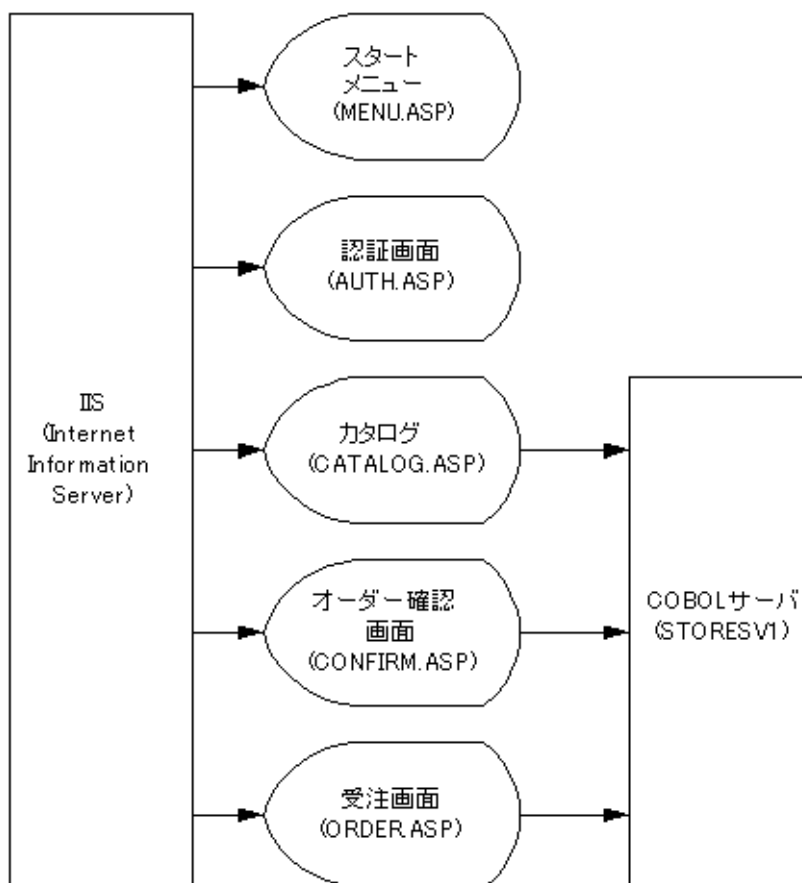 スタート
メニュー
(MENU.ASP)
認証画面
(AUTH.ASP)
IIS
(Internet
Information
Server)
カタログ
(CATALOG.ASP)
オーダー確認
画面
(CONFIRM.ASP)
COBOLサーバ
(STORESV1)
受注画面
(ORDER.ASP)